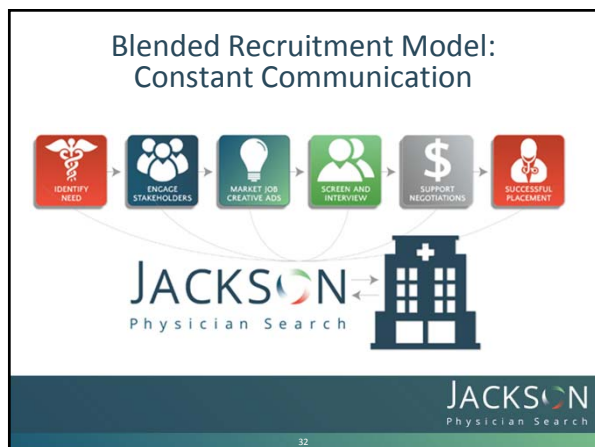 Blended Recruitment Model:
Constant Communication
IDENTIFY
NEED
ENGAGE
STAKEHOLDERS
MARKET JOB
CREATIVE ADS
SCREEN AND
INTERVIEW
$
SUPPORT
NEGOTIATIONS
SUCCESSFUL
PLACEMENT
JACKSON
Physician Search
JACKSON
Physician Search
32